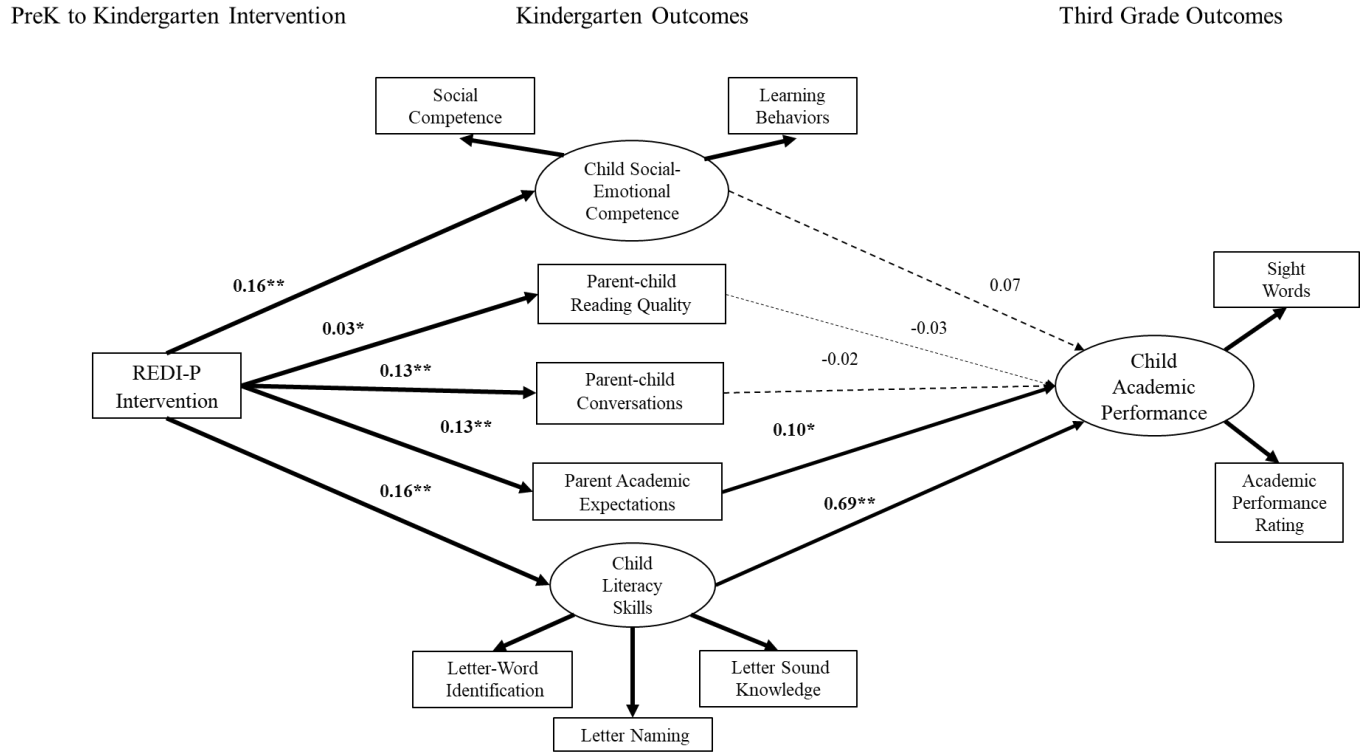 PreK to Kindergarten Intervention
Kindergarten Outcomes
Third Grade Outcomes
Social
Competence
Learning
Behaviors
Child Social-
Emotional
Competence
0.16**
Parent-child
Reading Quality
0.07
Sight
Words
0.03*
-0.03
REDI-P
Intervention
0.13**
Parent-child
Conversations
-0.02
Child
Academic
Performance
0.13**
Parent Academic
Expectations
0.10*
0.16**
0.69**
Academic
Performance
Rating
Child
Literacy
Skills
Letter-Word
Identification
Letter Naming
Letter Sound
Knowledge